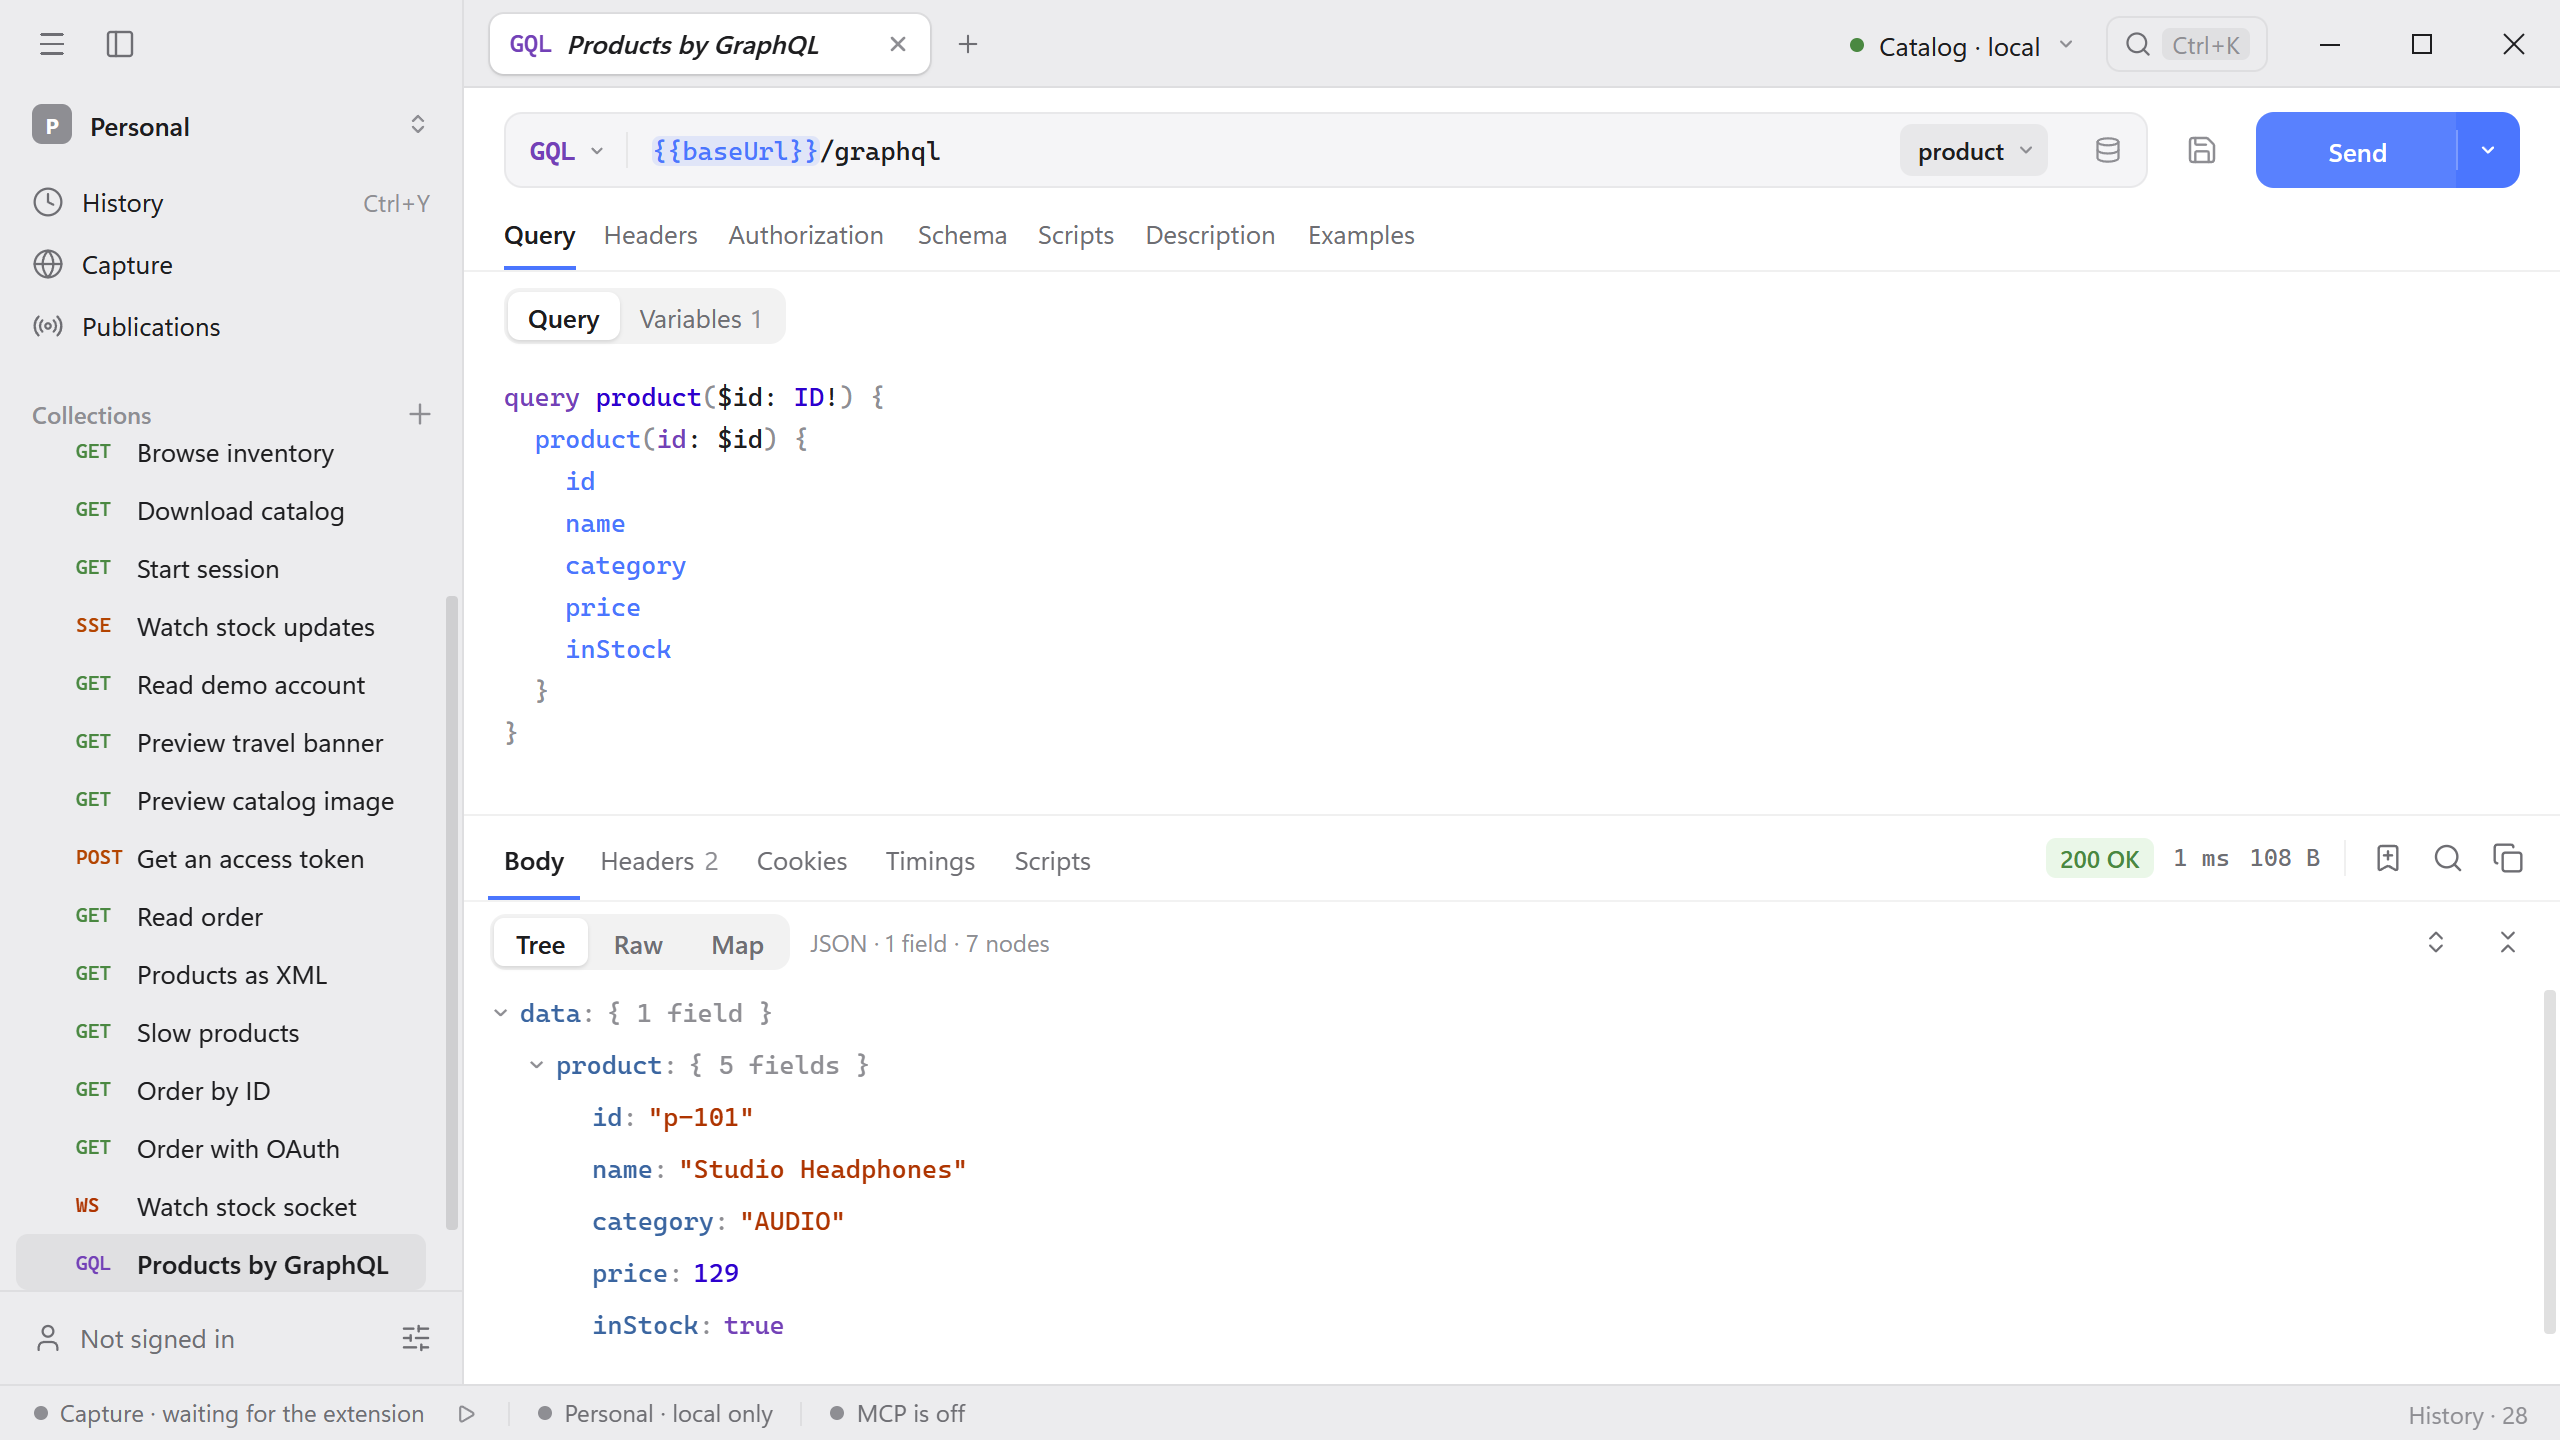 GQL Products by GraphQL
Catalog · local
Ctrl+K
P Personal
History Ctrl+Y
Capture
Publications
Collections
GET Browse inventory
GET Download catalog
GET Start session
SSE Watch stock updates
GET Read demo account
GET Preview travel banner
GET Preview catalog image
POST Get an access token
GET Read order
GET Products as XML
GET Slow products
GET Order by ID
GET Order with OAuth
WS Watch stock socket
GQL Products by GraphQL
Not signed in
GQL {{baseUrl}}/graphql product
Send
Query Headers Authorization Schema Scripts Description Examples
Query Variables 1
query product($id: ID!) {
product(id: $id) {
id
name
category
price
inStock
}
}
Body Headers 2 Cookies Timings Scripts
200 OK 1 ms 108 B
Tree Raw Map JSON · 1 field · 7 nodes
data: { 1 field }
product: { 5 fields }
id: "p-101"
name: "Studio Headphones"
category: "AUDIO"
price: 129
inStock: true
Capture · waiting for the extension
Personal · local only
MCP is off
History · 28